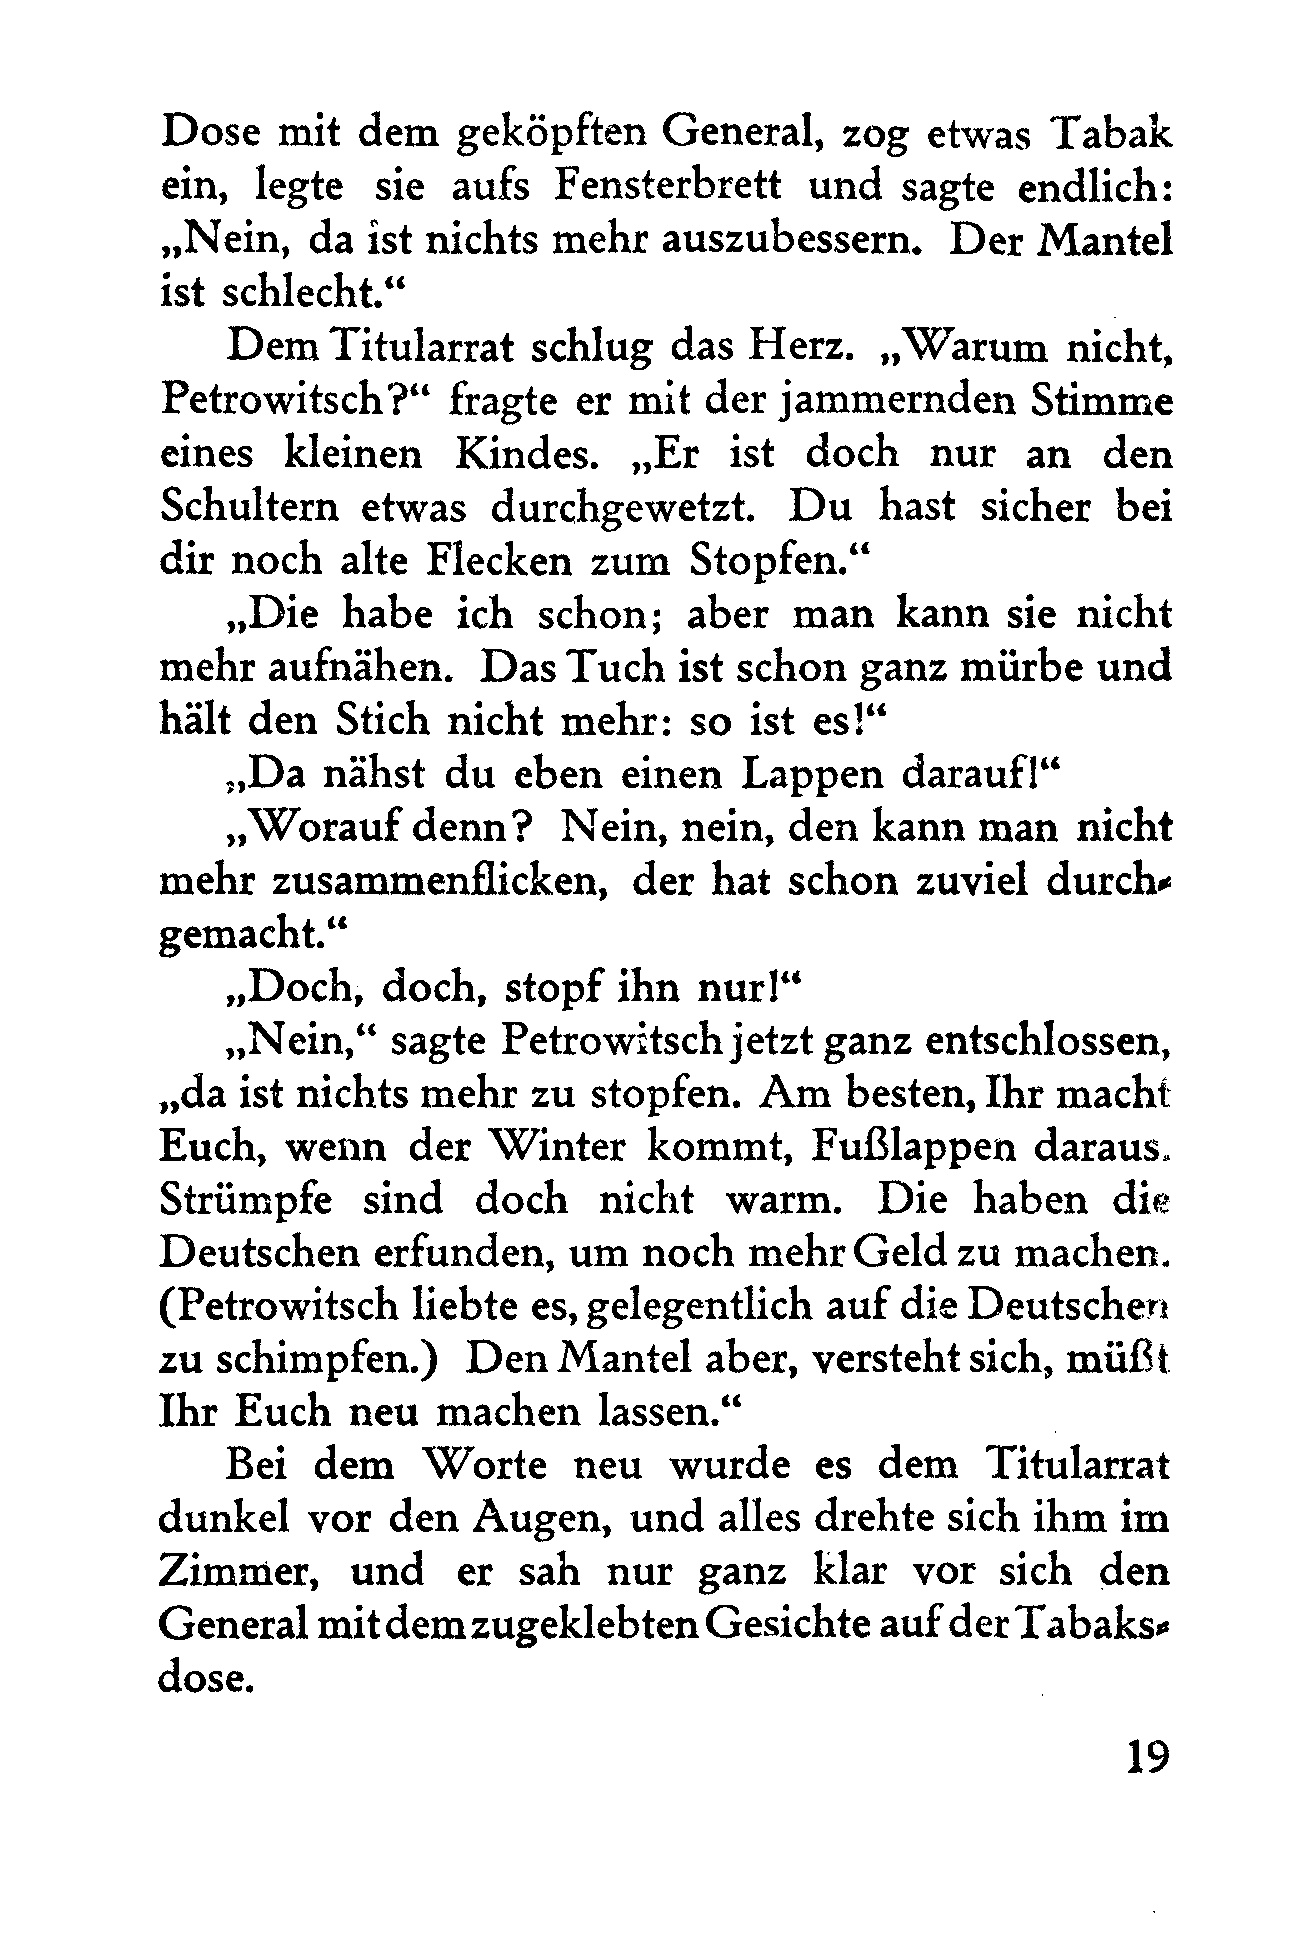 Dose mit dem geköpften General, zog etwas Tabak
ein, legte sie aufs Fensterbrett und sagte endlich:
„Nein, da ist nichts mehr auszubessern. Der Mantel
ist schlecht.“
Dem Titularrat schlug das Herz. „Warum nicht,
Petrowitsch?“ fragte er mit der jammernden Stimme
eines kleinen Kindes. „Er ist doch nur an den
Schultern etwas durchgewetzt. Du hast sicher bei
dir noch alte Flecken zum Stopfen.“
„Die habe ich schon; aber man kann sie nicht
mehr aufnähen. Das Tuch ist schon ganz mürbe und
hält den Stich nicht mehr: so ist es!“
„Da nähst du eben einen Lappen darauf!“
„Worauf denn? Nein, nein, den kann man nicht
mehr zusammenflicken, der hat schon zuviel durch-
gemacht.“
„Doch, doch, stopf ihn nur!“
„Nein,“ sagte Petrowitsch jetzt ganz entschlossen,
„da ist nichts mehr zu stopfen. Am besten, Ihr macht
Euch, wenn der Winter kommt, Fußlappen daraus.
Strümpfe sind doch nicht warm. Die haben die
Deutschen erfunden, um noch mehr Geld zu machen.
(Petrowitsch liebte es, gelegentlich auf die Deutschen
zu schimpfen.) Den Mantel aber, versteht sich, müßt
Ihr Euch neu machen lassen.“
Bei dem Worte neu wurde es dem Titularrat
dunkel vor den Augen, und alles drehte sich ihm im
Zimmer, und er sah nur ganz klar vor sich den
General mit dem zugeklebten Gesichte auf der Tabaks-
dose.
19